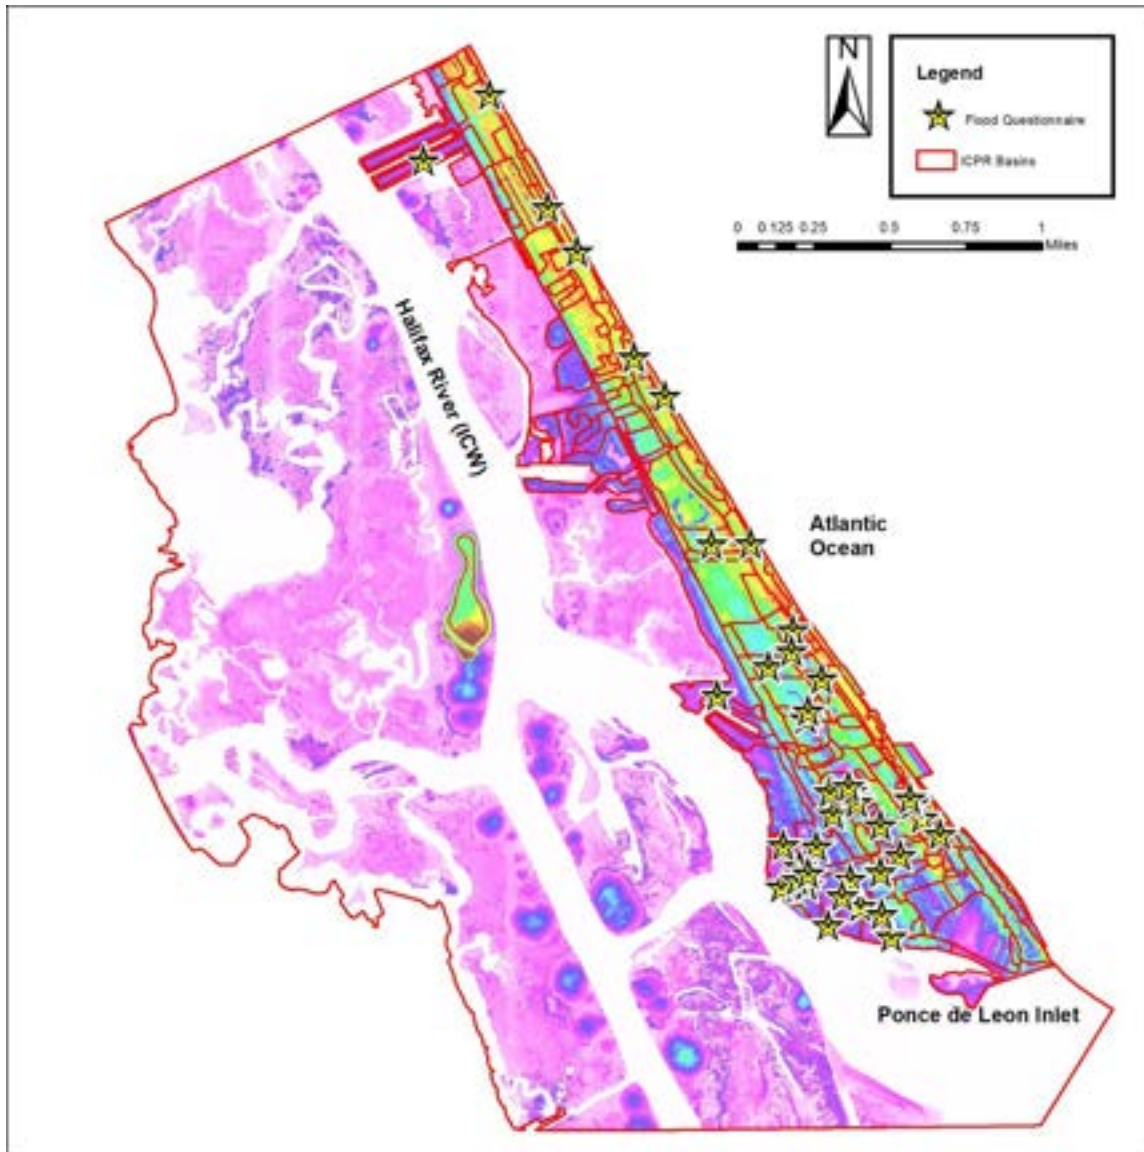 N
Legend
Flood Questionnaire
ICPR Basins
0 0.125 0.25 0.5 0.75 1
Miles
Halifax River (ICW)
Atlantic
Ocean
Ponce de Leon Inlet